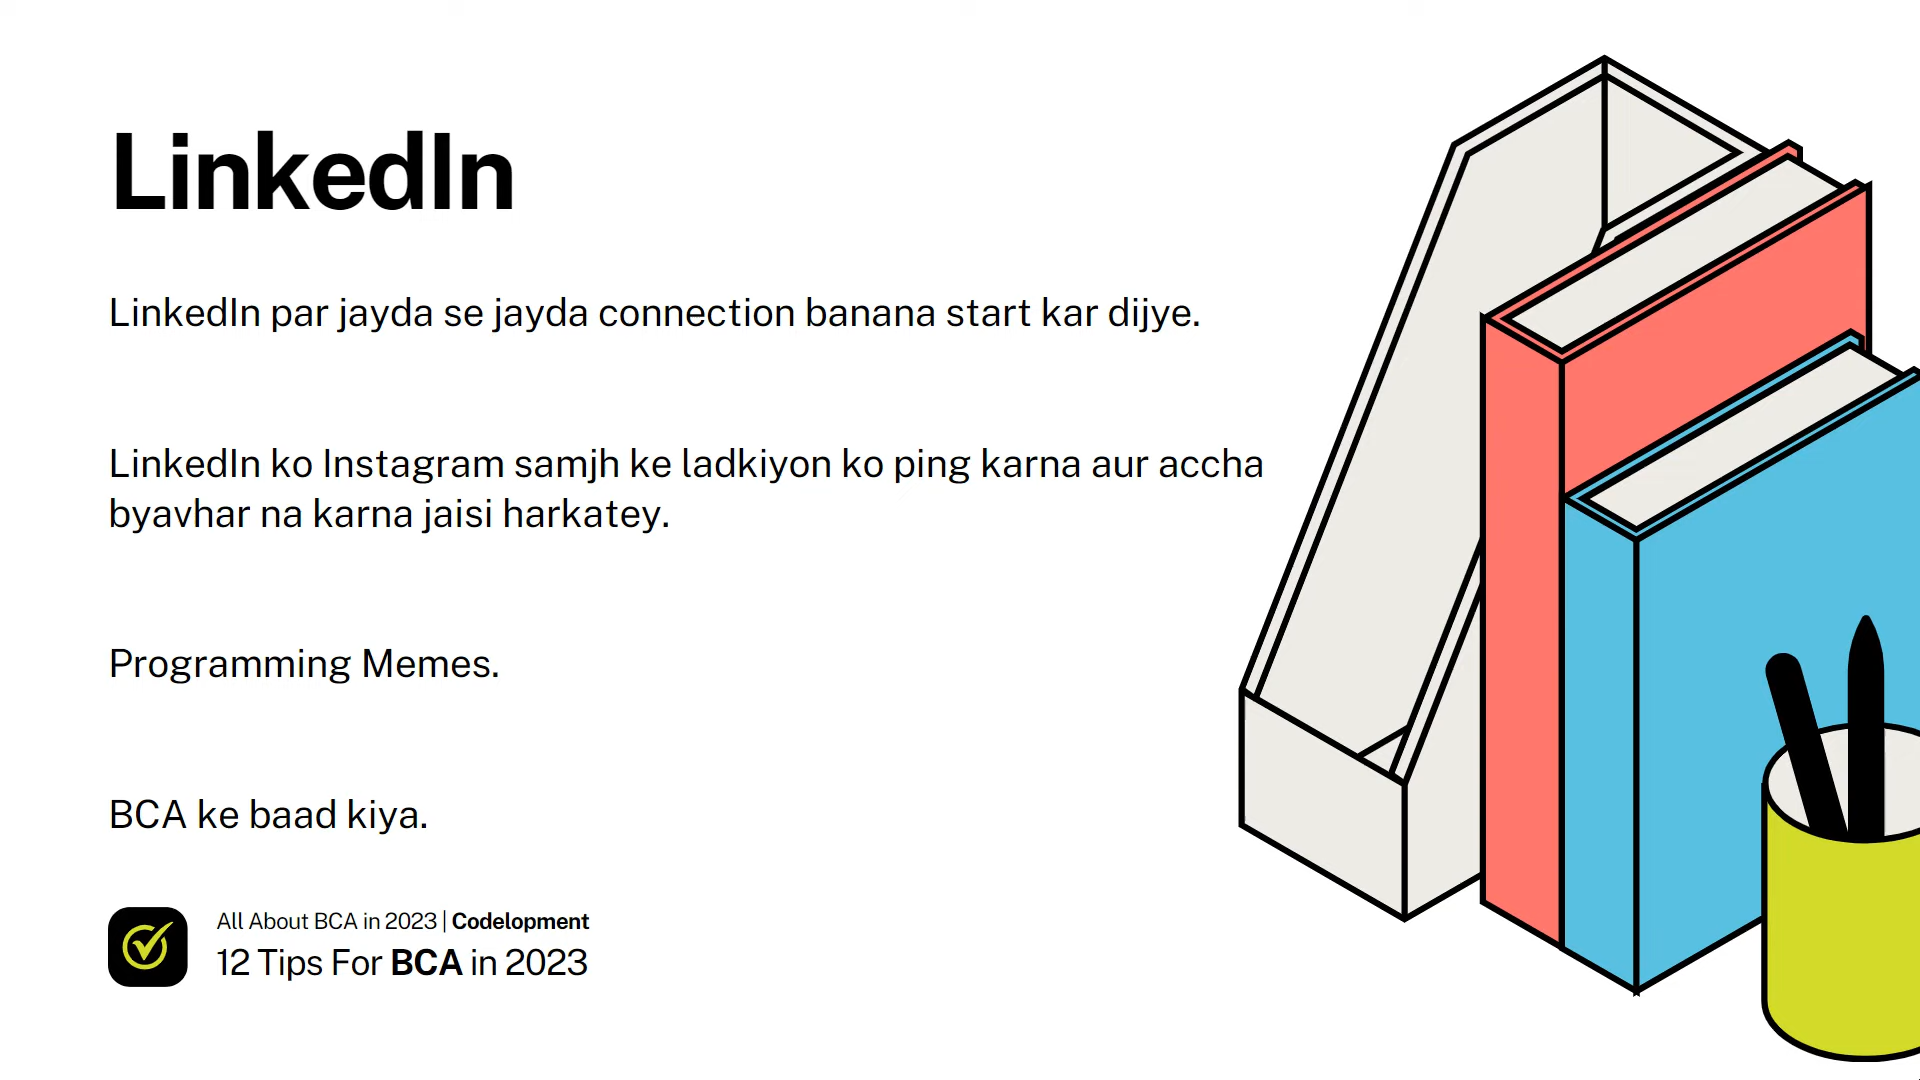 LinkedIn
LinkedIn par jayda se jayda connection banana start kar dijye.
LinkedIn ko Instagram samjh ke ladkiyon ko ping karna aur accha
byavhar na karna jaisi harkatey.
Programming Memes.
BCA ke baad kiya.
All About BCA in 2023 | Codelopment
12 Tips For BCA in 2023